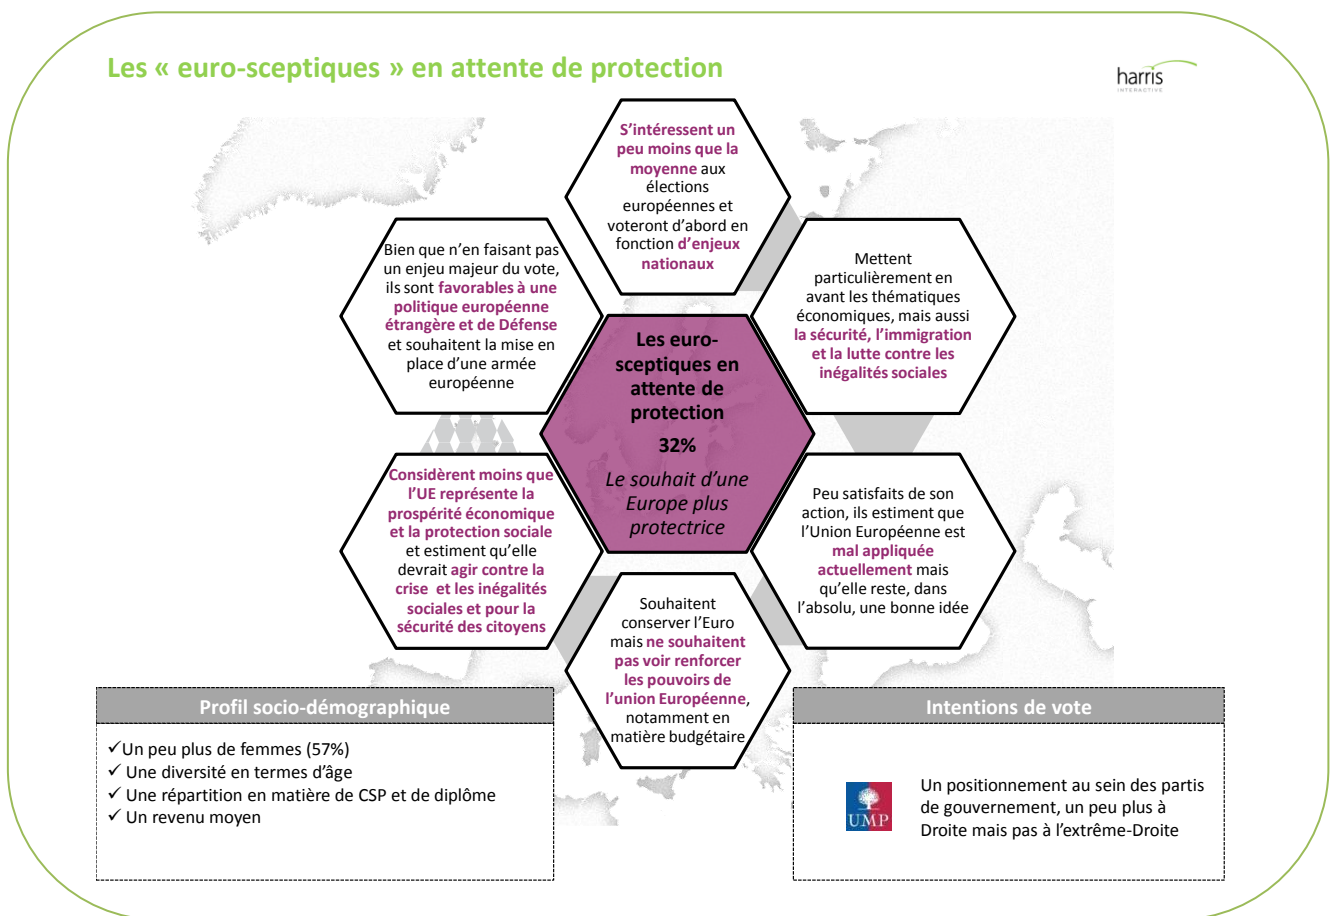 Les « euro-sceptiques » en attente de protection
harris
INTERACTIVE
S’intéressent un
peu moins que la
moyenne aux
élections
européennes et
voteront d’abord en
fonction d’enjeux
nationaux
Bien que n’en faisant pas
un enjeu majeur du vote,
ils sont favorables à une
politique européenne
étrangère et de Défense
et souhaitent la mise en
place d’une armée
européenne
Mettent
particulièrement en
avant les thématiques
économiques, mais aussi
la sécurité, l’immigration
et la lutte contre les
inégalités sociales
Les euro-
sceptiques en
attente de
protection
32%
Le souhait d’une
Europe plus
protectrice
Considèrent moins que
l’UE représente la
prospérité économique
et la protection sociale
et estiment qu’elle
devrait agir contre la
crise et les inégalités
sociales et pour la
sécurité des citoyens
Peu satisfaits de son
action, ils estiment que
l’Union Européenne est
mal appliquée
actuellement mais
qu’elle reste, dans
l’absolu, une bonne idée
Souhaitent
conserver l’Euro
mais ne souhaitent
pas voir renforcer
les pouvoirs de
l’union Européenne,
notamment en
matière budgétaire
Profil socio-démographique
✓Un peu plus de femmes (57%)
✓ Une diversité en termes d’âge
✓ Une répartition en matière de CSP et de diplôme
✓ Un revenu moyen
Intentions de vote
UMP
Un positionnement au sein des partis
de gouvernement, un peu plus à
Droite mais pas à l’extrême-Droite